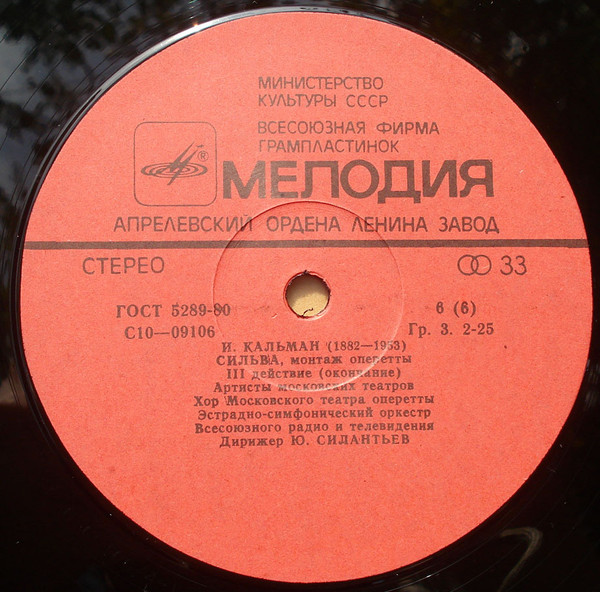 МИНИСТЕРСТВО
КУЛЬТУРЫ СССР
ВСЕСОЮЗНАЯ ФИРМА
ГРАМПЛАСТИНОК
®
МЕЛОДИЯ
АПРЕЛЕВСКИЙ ОРДЕНА ЛЕНИНА ЗАВОД
СТЕРЕО 33
ГОСТ 5289-80 6 (6)
С10—09106 Гр. 3. 2-25
И. КАЛЬМАН (1882—1953)
СИЛЬВА, монтаж оперетты
III действие (окончание)
Артисты московских театров
Хор Московского театра оперетты
Эстрадно-симфонический оркестр
Всесоюзного радио и телевидения
Дирижер Ю. СИЛАНТЬЕВ